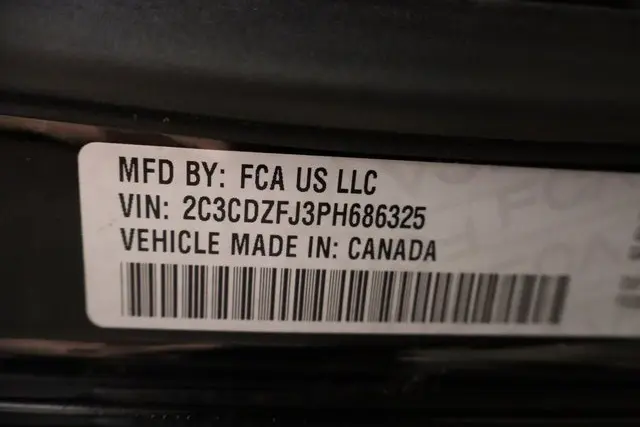 MFD BY: FCA US LLC
VIN: 2C3CDZFJ3PH686325
VEHICLE MADE IN: CANADA